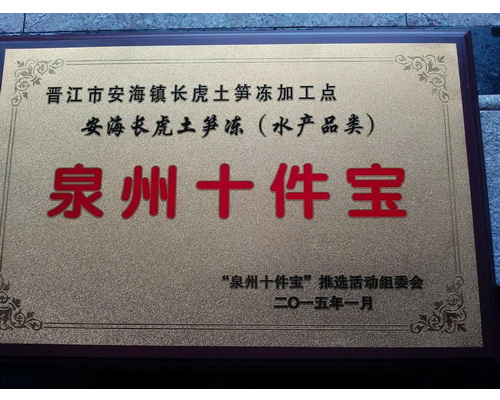 晋江市安海镇长虎土笋冻加工点
安海长虎土笋冻（水产品类）
泉州十件宝
“泉州十件宝”推选活动组委会
二〇一五年一月